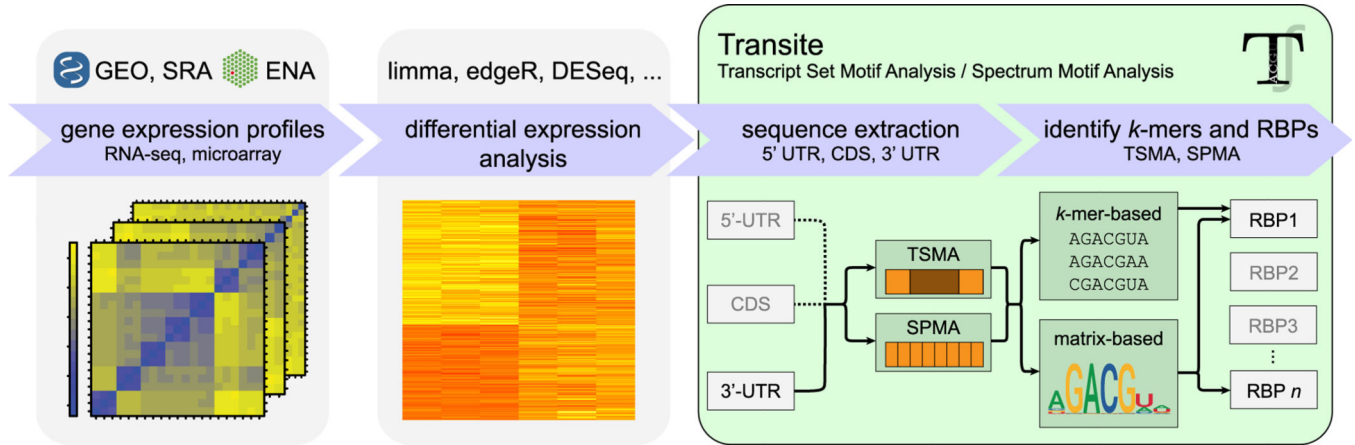 GEO, SRA ENA
gene expression profiles
RNA-seq, microarray
limma, edgeR, DESeq, ...
differential expression
analysis
Transite
Transcript Set Motif Analysis / Spectrum Motif Analysis
T
ACCG
sequence extraction
5' UTR, CDS, 3' UTR
identify k-mers and RBPs
TSMA, SPMA
5'-UTR
CDS
3'-UTR
TSMA
SPMA
k-mer-based
AGACGUA
AGACGAA
CGACGUA
matrix-based
AGACG
RBP1
RBP2
RBP3
⋮
RBP n